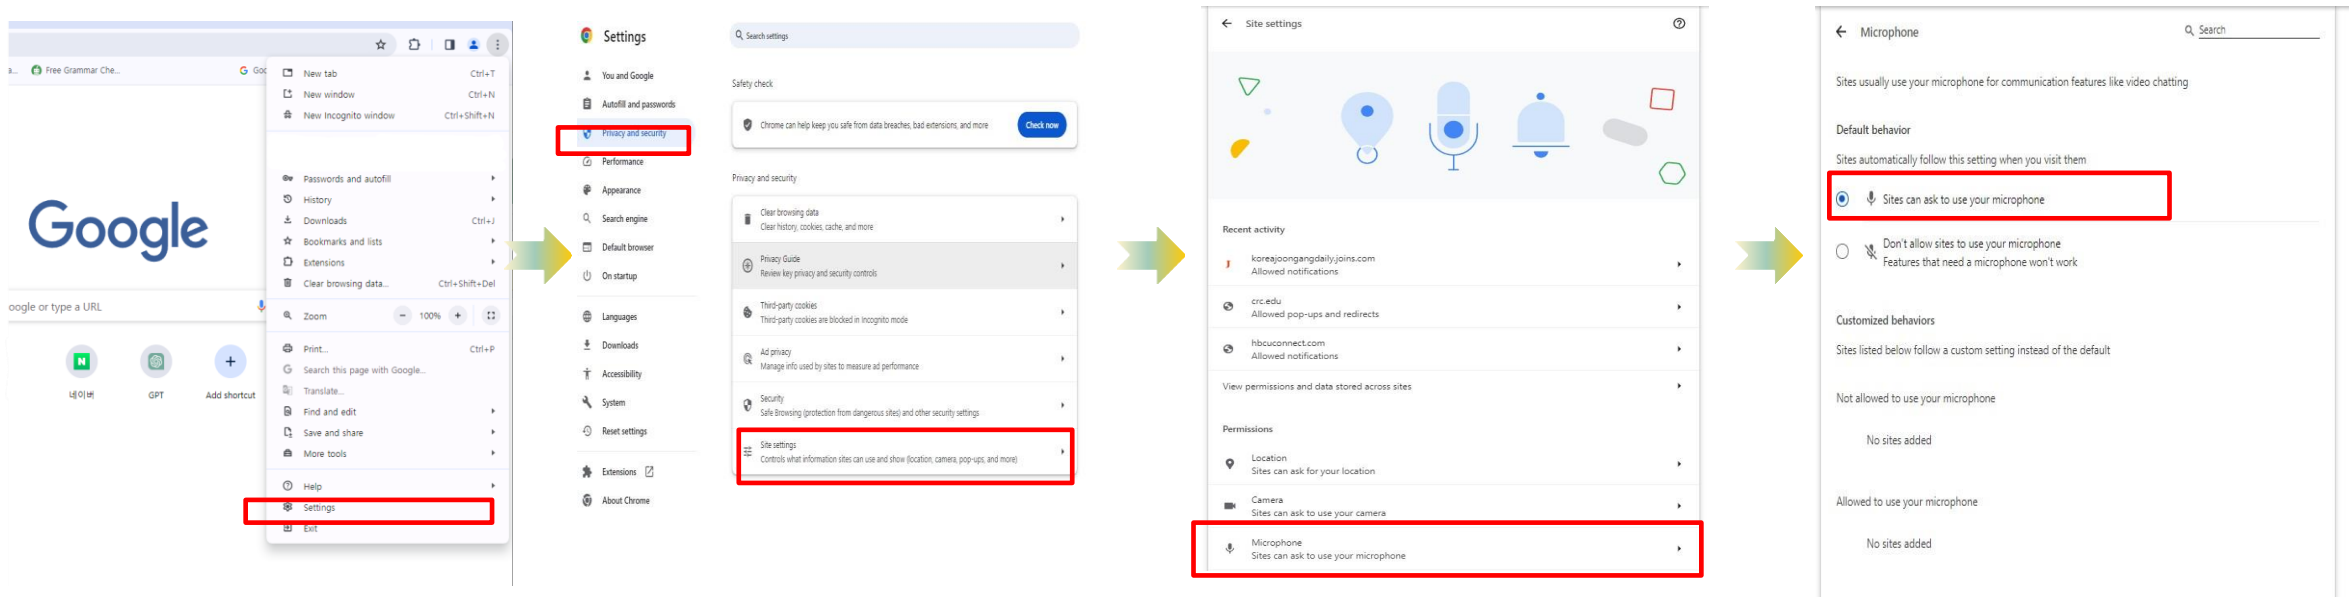 a...
Free Grammar Che...
G Goo
New tab Ctrl+T
New window Ctrl+N
New Incognito window Ctrl+Shift+N
Passwords and autofill
History
Downloads Ctrl+J
Bookmarks and lists
Extensions
Clear browsing data... Ctrl+Shift+Del
Zoom − 100% +
Print... Ctrl+P
Search this page with Google...
Translate...
Find and edit
Save and share
More tools
Help
Settings
Exit
Google
oogle or type a URL
N
네이버
GPT
Add shortcut
Settings
Search settings
You and Google
Autofill and passwords
Privacy and security
Performance
Appearance
Search engine
Default browser
On startup
Languages
Downloads
Accessibility
System
Reset settings
Extensions
About Chrome
Safety check
Chrome can help keep you safe from data breaches, bad extensions, and more
Check now
Privacy and security
Clear browsing data
Clear history, cookies, cache, and more
Privacy Guide
Review key privacy and security controls
Third-party cookies
Third-party cookies are blocked in Incognito mode
Ad privacy
Manage info used by sites to measure ad performance
Security
Safe Browsing (protection from dangerous sites) and other security settings
Site settings
Controls what information sites can use and show (location, camera, pop-ups, and more)
Site settings
Recent activity
J
koreajoongangdaily.joins.com
Allowed notifications
crc.edu
Allowed pop-ups and redirects
hbcuconnect.com
Allowed notifications
View permissions and data stored across sites
Permissions
Location
Sites can ask for your location
Camera
Sites can ask to use your camera
Microphone
Sites can ask to use your microphone
Microphone
Search
Sites usually use your microphone for communication features like video chatting
Default behavior
Sites automatically follow this setting when you visit them
Sites can ask to use your microphone
Don't allow sites to use your microphone
Features that need a microphone won't work
Customized behaviors
Sites listed below follow a custom setting instead of the default
Not allowed to use your microphone
No sites added
Allowed to use your microphone
No sites added